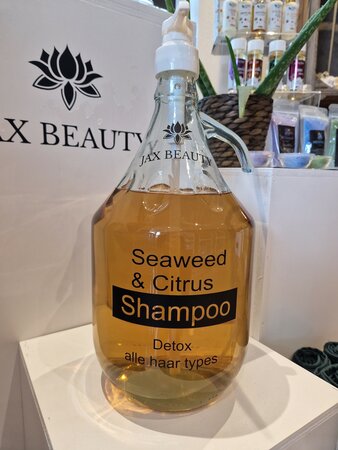 JAX BEAUTY
JAX BEAUTY
Seaweed
& Citrus
Shampoo
Detox
alle haar types